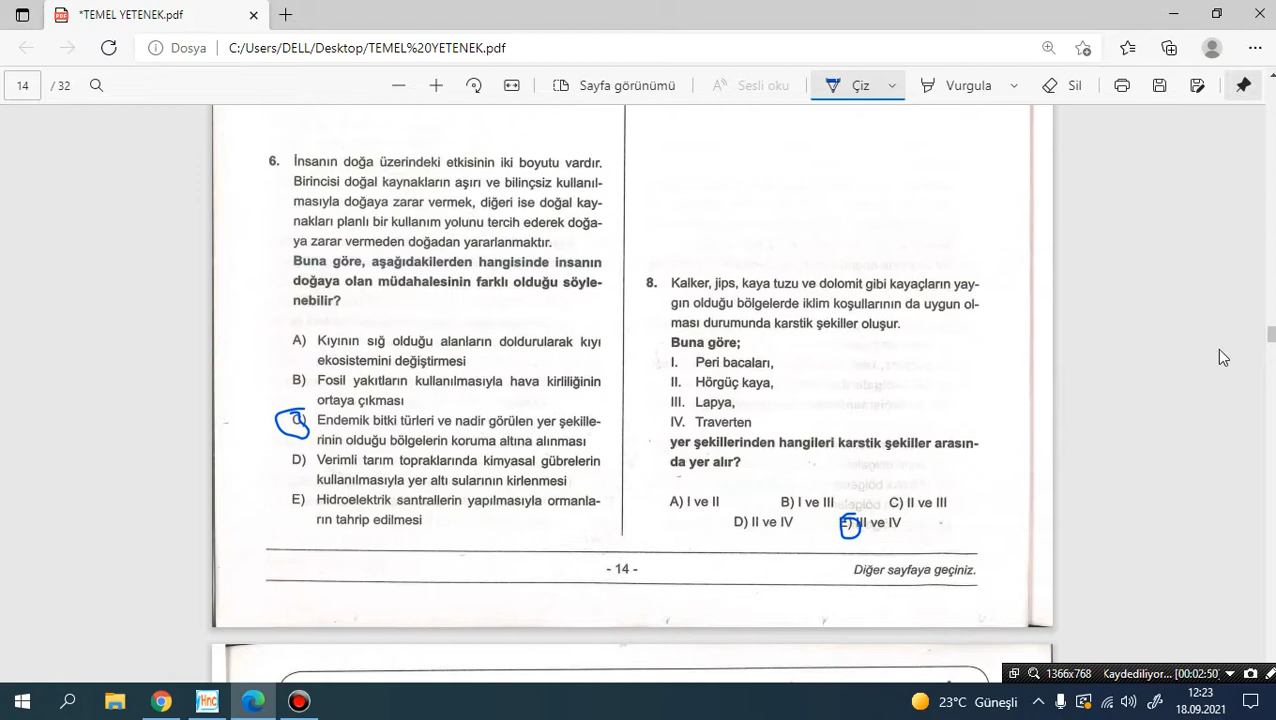 *TEMEL YETENEK.pdf
Dosya
C:/Users/DELL/Desktop/TEMEL%20YETENEK.pdf
14 / 32
Sayfa görünümü
Sesli oku
Çiz
Vurgula
Sil
6. İnsanın doğa üzerindeki etkisinin iki boyutu vardır.
Birincisi doğal kaynakların aşırı ve bilinçsiz kullanıl-
masıyla doğaya zarar vermek, diğeri ise doğal kay-
nakları planlı bir kullanım yolunu tercih ederek doğa-
ya zarar vermeden doğadan yararlanmaktır.
Buna göre, aşağıdakilerden hangisinde insanın
doğaya olan müdahalesinin farklı olduğu söyle-
nebilir?
A) Kıyının sığ olduğu alanların doldurularak kıyı
ekosistemini değiştirmesi
B) Fosil yakıtların kullanılmasıyla hava kirliliğinin
ortaya çıkması
C) Endemik bitki türleri ve nadir görülen yer şekille-
rinin olduğu bölgelerin koruma altına alınması
D) Verimli tarım topraklarında kimyasal gübrelerin
kullanılmasıyla yer altı sularının kirlenmesi
E) Hidroelektrik santrallerin yapılmasıyla ormanla-
rın tahrip edilmesi
8. Kalker, jips, kaya tuzu ve dolomit gibi kayaçların yay-
gın olduğu bölgelerde iklim koşullarının da uygun ol-
ması durumunda karstik şekiller oluşur.
Buna göre;
I. Peri bacaları,
II. Hörgüç kaya,
III. Lapya,
IV. Traverten
yer şekillerinden hangileri karstik şekiller arasın-
da yer alır?
A) I ve II B) I ve III C) II ve III
D) II ve IV E) III ve IV
- 14 -
Diğer sayfaya geçiniz.
1366x768 Kaydediliyor... [00:02:50]
Hnc
23°C Güneşli
12:23
18.09.2021